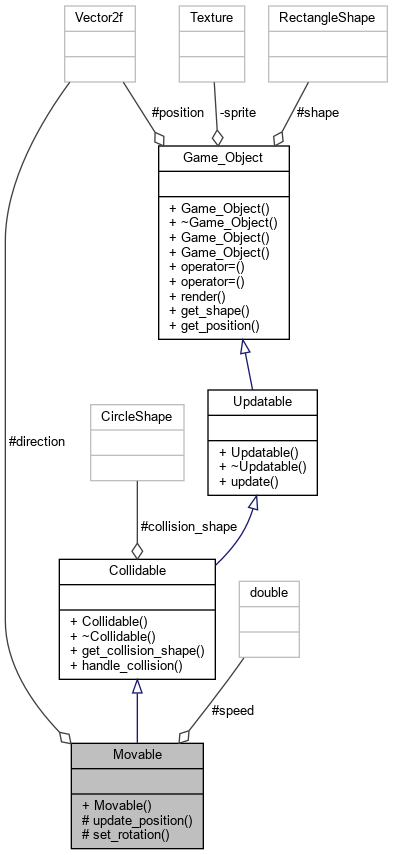 Vector2f
Texture
RectangleShape
#position
-sprite
#shape
Game_Object
+ Game_Object()
+ ~Game_Object()
+ Game_Object()
+ Game_Object()
+ operator=()
+ operator=()
+ render()
+ get_shape()
+ get_position()
Updatable
+ Updatable()
+ ~Updatable()
+ update()
CircleShape
#direction
#collision_shape
Collidable
+ Collidable()
+ ~Collidable()
+ get_collision_shape()
+ handle_collision()
double
#speed
Movable
+ Movable()
# update_position()
# set_rotation()